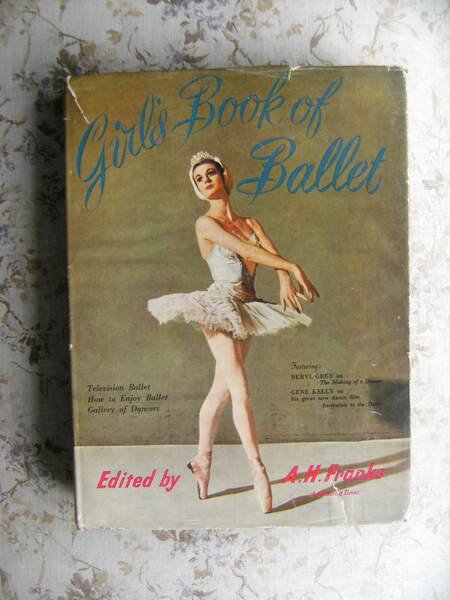 Girl's Book of
Ballet
Television Ballet
How to Enjoy Ballet
Gallery of Dancers
Featuring:
BERYL GREY on
The Making of a Dancer
GENE KELLY on
his great new dance film
Invitation to the Dance
Edited by
A.H. Franks
Times